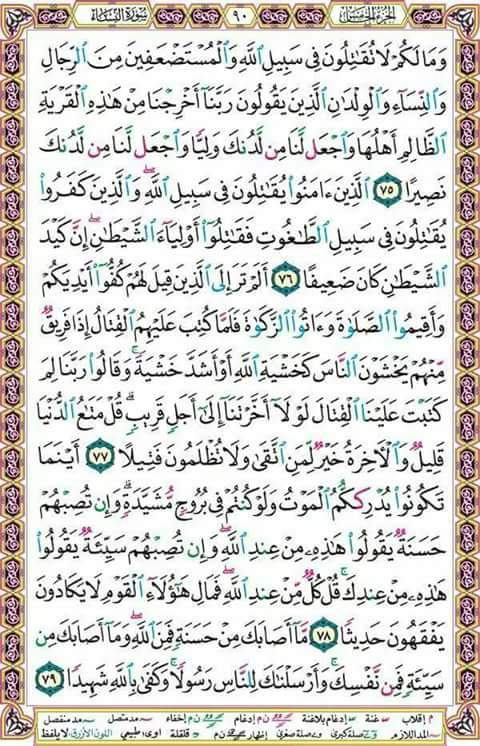 الجزء الخامس ٩٠ سورة النساء
وَمَا لَكُمْ لَا تُقَٰتِلُونَ فِي سَبِيلِ ٱللَّهِ وَٱلْمُسْتَضْعَفِينَ مِنَ ٱلرِّجَالِ
وَٱلنِّسَآءِ وَٱلْوِلْدَٰنِ ٱلَّذِينَ يَقُولُونَ رَبَّنَآ أَخْرِجْنَا مِنْ هَٰذِهِ ٱلْقَرْيَةِ
ٱلظَّالِمِ أَهْلُهَا وَٱجْعَل لَّنَا مِن لَّدُنكَ وَلِيًّا وَٱجْعَل لَّنَا مِن لَّدُنكَ
نَصِيرًا ٧٥ ٱلَّذِينَ ءَامَنُوا۟ يُقَٰتِلُونَ فِي سَبِيلِ ٱللَّهِ ۖ وَٱلَّذِينَ كَفَرُوا۟
يُقَٰتِلُونَ فِي سَبِيلِ ٱلطَّٰغُوتِ فَقَٰتِلُوٓا۟ أَوْلِيَآءَ ٱلشَّيْطَٰنِ ۖ إِنَّ كَيْدَ
ٱلشَّيْطَٰنِ كَانَ ضَعِيفًا ٧٦ أَلَمْ تَرَ إِلَى ٱلَّذِينَ قِيلَ لَهُمْ كُفُّوٓا۟ أَيْدِيَكُمْ
وَأَقِيمُوا۟ ٱلصَّلَوٰةَ وَءَاتُوا۟ ٱلزَّكَوٰةَ فَلَمَّا كُتِبَ عَلَيْهِمُ ٱلْقِتَالُ إِذَا فَرِيقٌ
مِّنْهُمْ يَخْشَوْنَ ٱلنَّاسَ كَخَشْيَةِ ٱللَّهِ أَوْ أَشَدَّ خَشْيَةً ۚ وَقَالُوا۟ رَبَّنَا لِمَ
كَتَبْتَ عَلَيْنَا ٱلْقِتَالَ لَوْلَآ أَخَّرْتَنَآ إِلَىٰٓ أَجَلٍ قَرِيبٍ ۗ قُلْ مَتَٰعُ ٱلدُّنْيَا
قَلِيلٌ وَٱلْءَاخِرَةُ خَيْرٌ لِّمَنِ ٱتَّقَىٰ وَلَا تُظْلَمُونَ فَتِيلًا ٧٧ أَيْنَمَا
تَكُونُوا۟ يُدْرِككُّمُ ٱلْمَوْتُ وَلَوْ كُنتُمْ فِي بُرُوجٍ مُّشَيَّدَةٍ ۗ وَإِن تُصِبْهُمْ
حَسَنَةٌ يَقُولُوا۟ هَٰذِهِۦ مِنْ عِندِ ٱللَّهِ ۖ وَإِن تُصِبْهُمْ سَيِّئَةٌ يَقُولُوا۟
هَٰذِهِۦ مِنْ عِندِكَ ۚ قُلْ كُلٌّ مِّنْ عِندِ ٱللَّهِ ۖ فَمَالِ هَٰٓؤُلَآءِ ٱلْقَوْمِ لَا يَكَادُونَ
يَفْقَهُونَ حَدِيثًا ٧٨ مَّآ أَصَابَكَ مِنْ حَسَنَةٍ فَمِنَ ٱللَّهِ ۖ وَمَآ أَصَابَكَ مِن
سَيِّئَةٍ فَمِن نَّفْسِكَ ۚ وَأَرْسَلْنَٰكَ لِلنَّاسِ رَسُولًا ۚ وَكَفَىٰ بِٱللَّهِ شَهِيدًا ٧٩
م إقلاب غنة إدغام بلاغنة ن م إدغام ن م إخفاء مد متصل مد منفصل
المد اللازم صلة كبرى صلة صغرى إظهار ن م قلقلة اوى: طبيعي اللون الأزرق: لا يلفظ